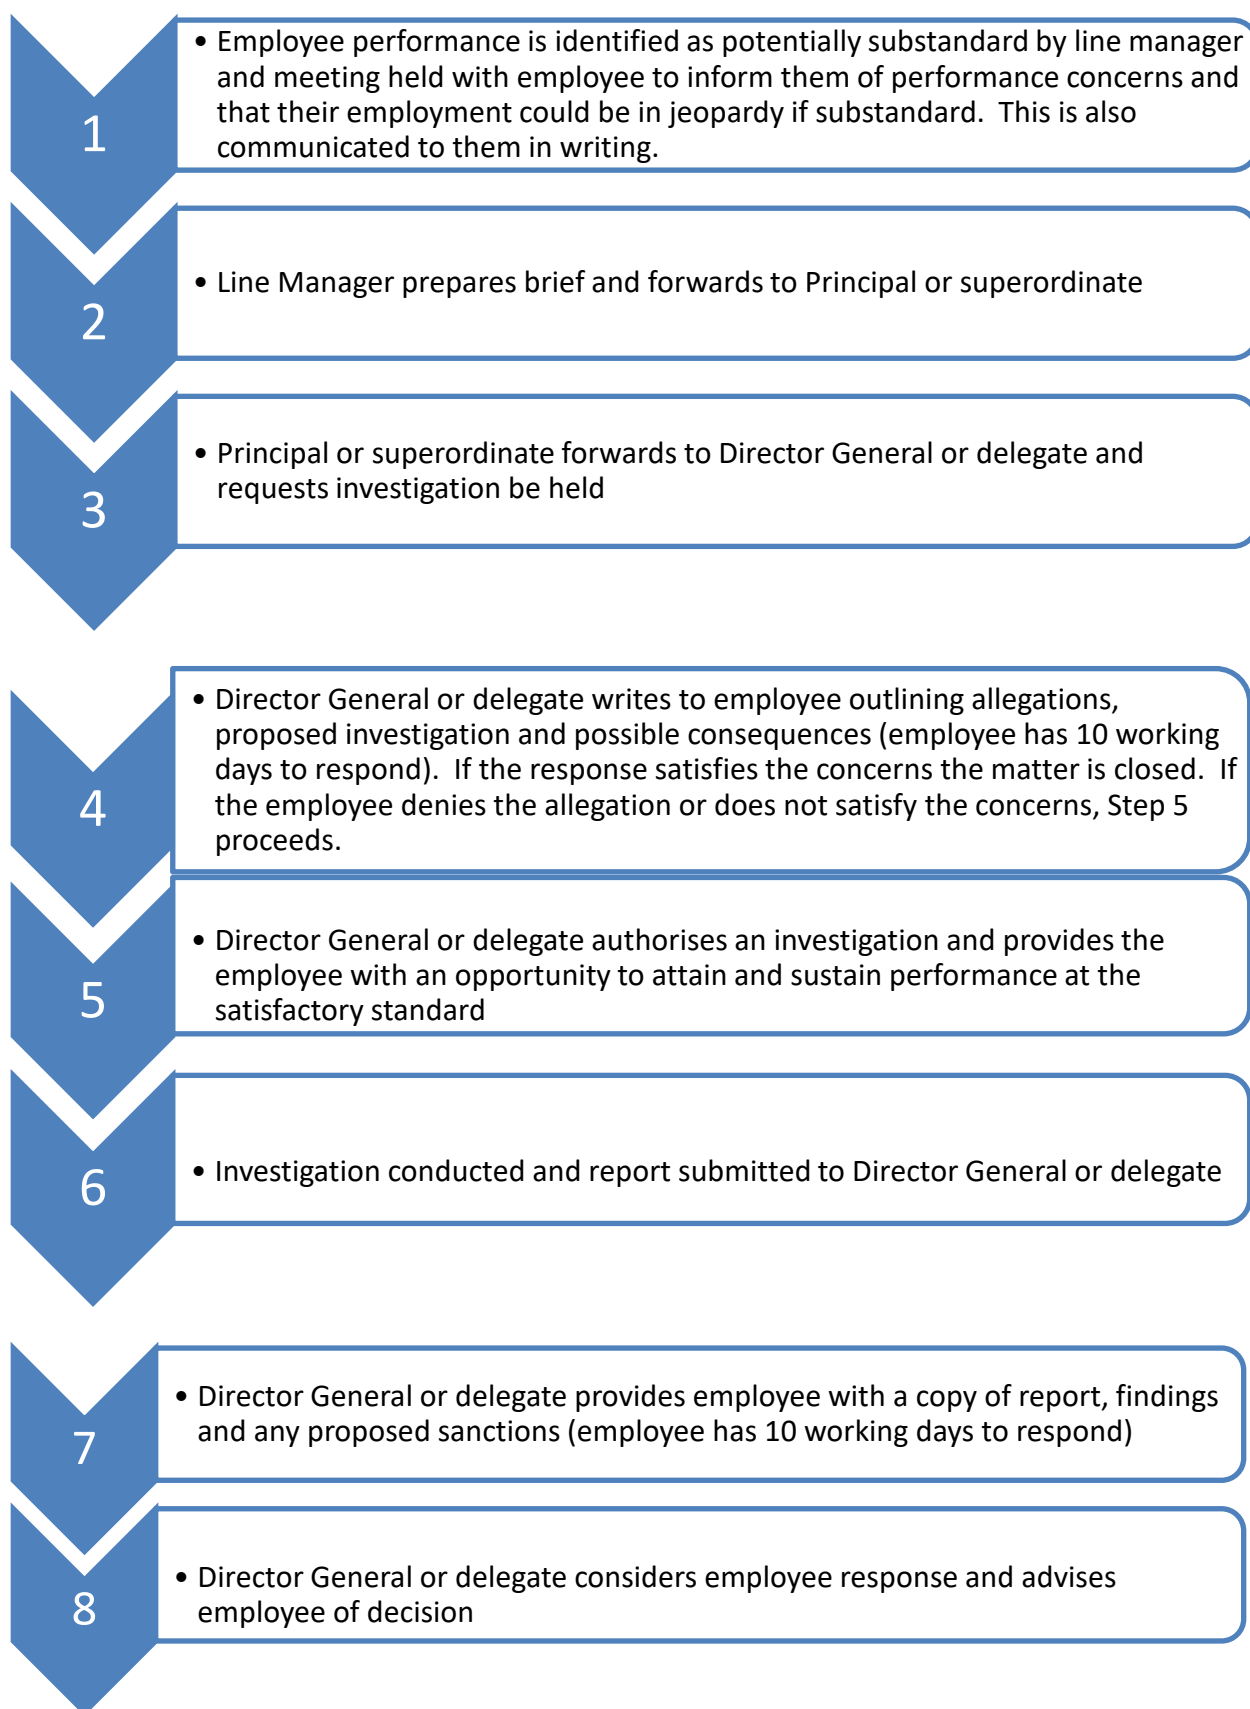 1
• Employee performance is identified as potentially substandard by line manager
and meeting held with employee to inform them of performance concerns and
that their employment could be in jeopardy if substandard.  This is also
communicated to them in writing.
2
• Line Manager prepares brief and forwards to Principal or superordinate
3
• Principal or superordinate forwards to Director General or delegate and
requests investigation be held
4
• Director General or delegate writes to employee outlining allegations,
proposed investigation and possible consequences (employee has 10 working
days to respond).  If the response satisfies the concerns the matter is closed.  If
the employee denies the allegation or does not satisfy the concerns, Step 5
proceeds.
5
• Director General or delegate authorises an investigation and provides the
employee with an opportunity to attain and sustain performance at the
satisfactory standard
6
• Investigation conducted and report submitted to Director General or delegate
7
• Director General or delegate provides employee with a copy of report, findings
and any proposed sanctions (employee has 10 working days to respond)
8
• Director General or delegate considers employee response and advises
employee of decision